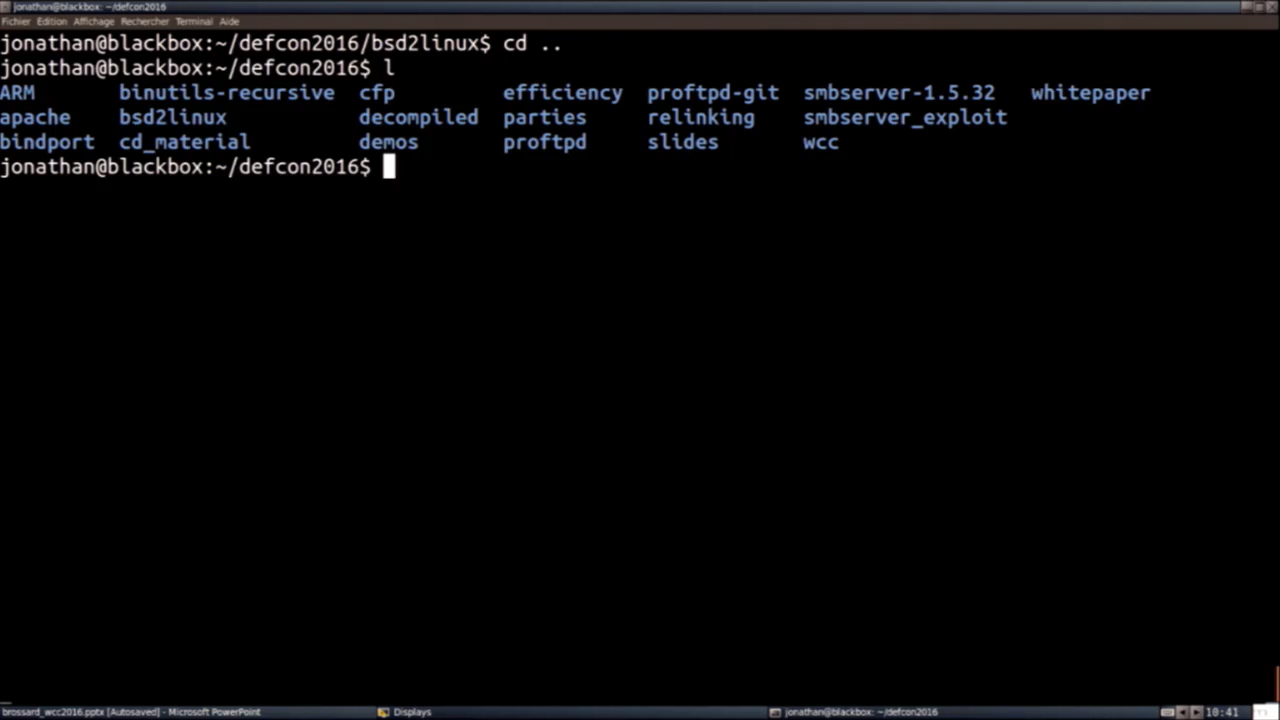 jonathan@blackbox: ~/defcon2016
Fichier Edition Affichage Rechercher Terminal Aide
jonathan@blackbox:~/defcon2016/bsd2linux$ cd ..
jonathan@blackbox:~/defcon2016$ l
ARM binutils-recursive cfp efficiency proftpd-git smbserver-1.5.32 whitepaper
apache bsd2linux decompiled parties relinking smbserver_exploit
bindport cd_material demos proftpd slides wcc
jonathan@blackbox:~/defcon2016$
brossard_wcc2016.pptx [Autosaved] - Microsoft PowerPoint Displays jonathan@blackbox: ~/defcon2016 10:41